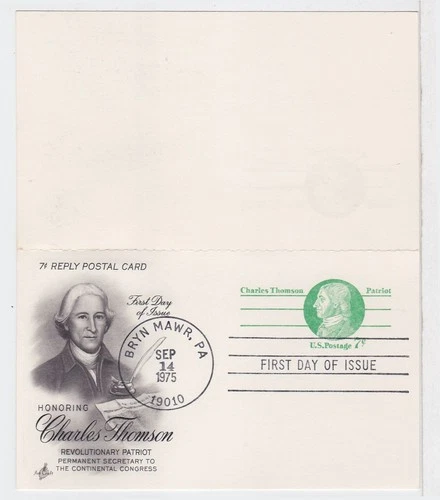 7¢ REPLY POSTAL CARD
First Day
of Issue
HONORING
Charles Thomson
REVOLUTIONARY PATRIOT
PERMANENT SECRETARY TO
THE CONTINENTAL CONGRESS
BRYN MAWR, PA
SEP
14
1975
19010
Charles Thomson Patriot
U.S. Postage 7¢
FIRST DAY OF ISSUE